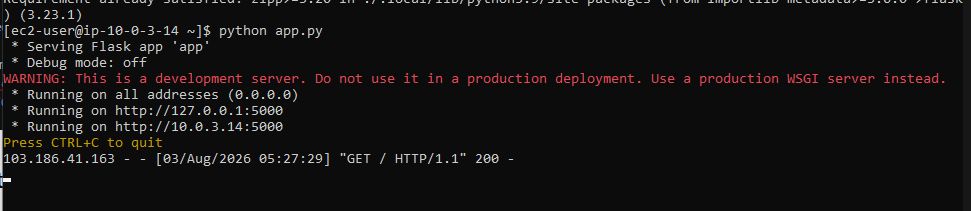 ) (3.23.1)
[ec2-user@ip-10-0-3-14 ~]$ python app.py
 * Serving Flask app 'app'
 * Debug mode: off
WARNING: This is a development server. Do not use it in a production deployment. Use a production WSGI server instead.
 * Running on all addresses (0.0.0.0)
 * Running on http://127.0.0.1:5000
 * Running on http://10.0.3.14:5000
Press CTRL+C to quit
103.186.41.163 - - [03/Aug/2026 05:27:29] "GET / HTTP/1.1" 200 -